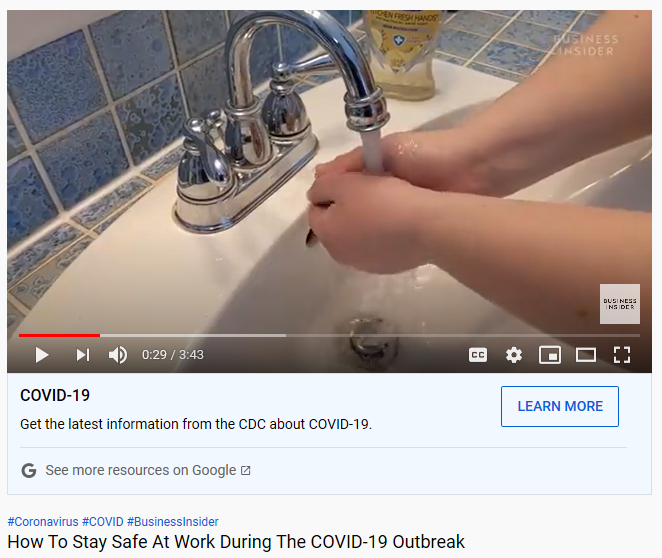 KITCHEN FRESH HANDS
BUSINESS
INSIDER
BUSINESS
INSIDER
0:29 / 3:43
CC
COVID-19
Get the latest information from the CDC about COVID-19.
LEARN MORE
G See more resources on Google
#Coronavirus #COVID #BusinessInsider
How To Stay Safe At Work During The COVID-19 Outbreak